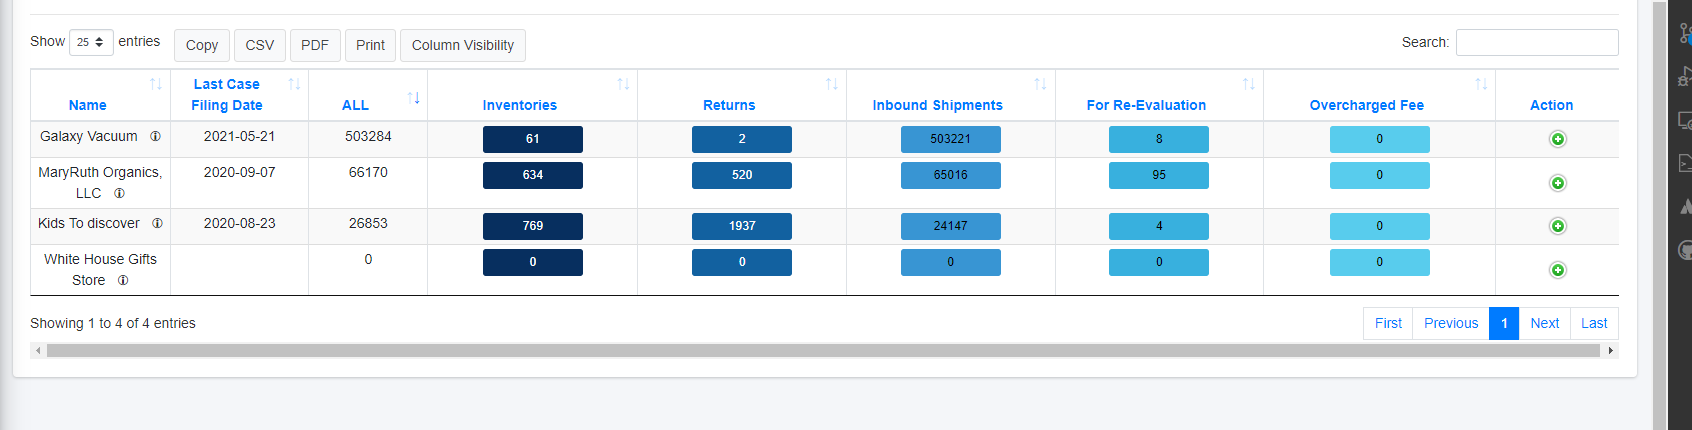 Show 25 entries Copy CSV PDF Print Column Visibility Search:
Name Last Case Filing Date ALL Inventories Returns Inbound Shipments For Re-Evaluation Overcharged Fee Action
Galaxy Vacuum 2021-05-21 503284 61 2 503221 8 0
MaryRuth Organics, LLC 2020-09-07 66170 634 520 65016 95 0
Kids To discover 2020-08-23 26853 769 1937 24147 4 0
White House Gifts Store 0 0 0 0 0 0
Showing 1 to 4 of 4 entries First Previous 1 Next Last